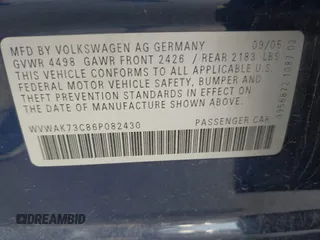 MFD BY VOLKSWAGEN AG GERMANY 09/05
GVWR 4498 GAWR FRONT 2426 / REAR 2183 LBS
THIS VEHICLE CONFORMS TO ALL APPLICABLE U.S.
FEDERAL MOTOR VEHICLE SAFETY, BUMPER, AND
THEFT PREVENTION STANDARDS IN EFFECT ON THE
DATE OF MANUFACTURE SHOWN ABOVE.
WVWAK73C86P082430 PASSENGER CAR
DREAMBID